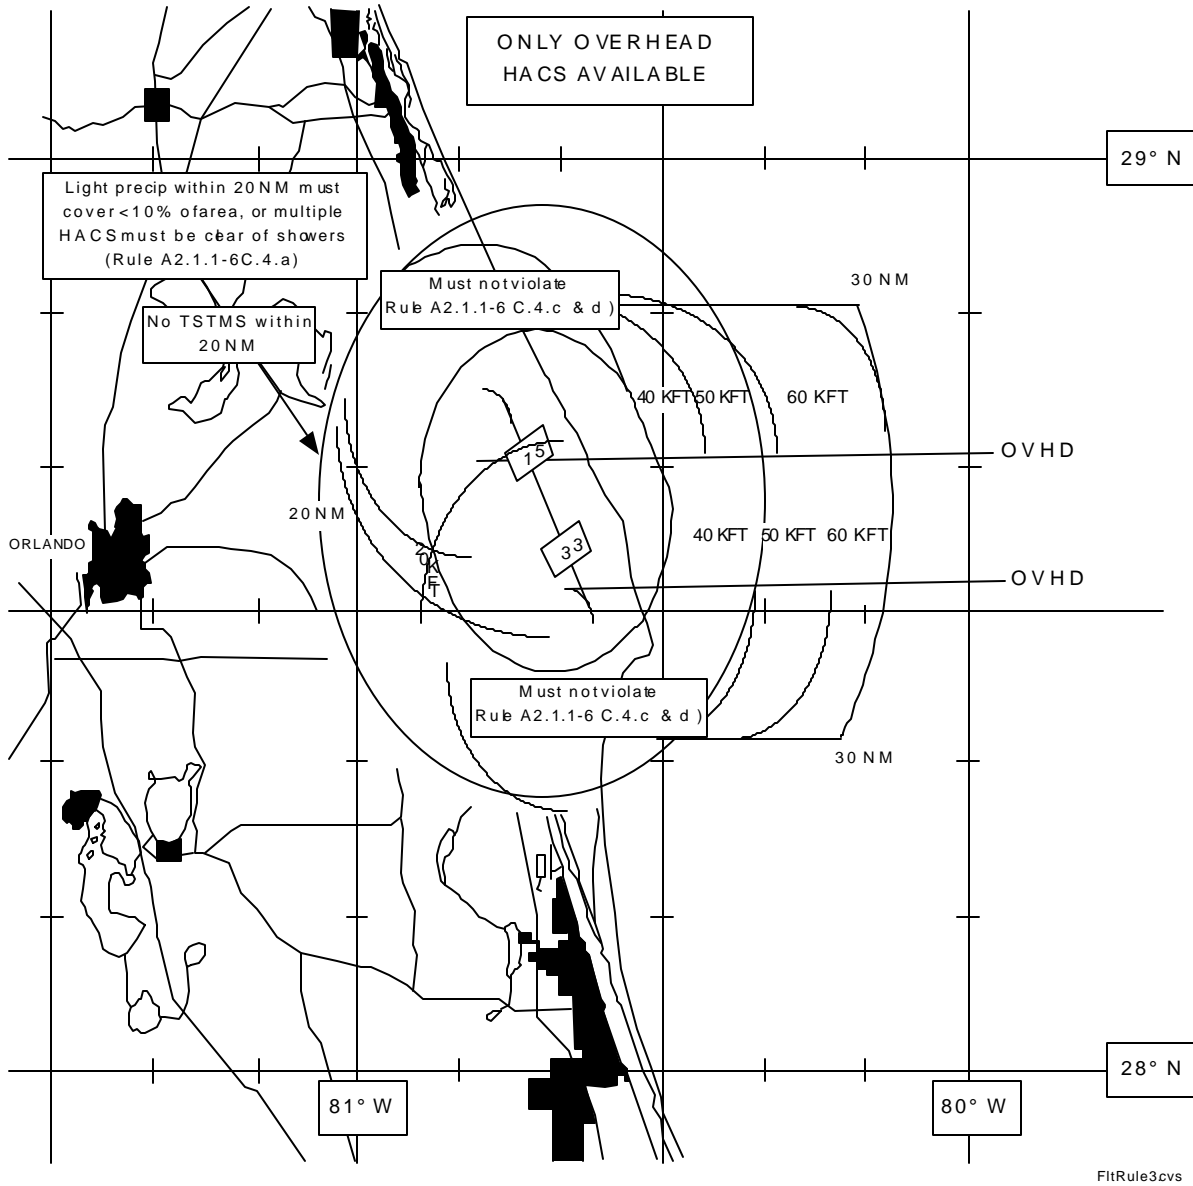 ONLY OVERHEAD
HACS AVAILABLE
29° N
Light precip within 20 NM must
cover <10% of area, or multiple
HACS must be clear of showers
(Rule A2.1.1-6C.4.a)
Must not violate
Rule A2.1.1-6 C.4.c & d )
30 NM
No TSTMS within
20 NM
40 KFT 50 KFT 60 KFT
15
OVHD
20 NM
ORLANDO
40 KFT 50 KFT 60 KFT
20 KFT
33
OVHD
Must not violate
Rule A2.1.1-6 C.4.c & d )
30 NM
28° N
81° W
80° W
FltRule3.cvs